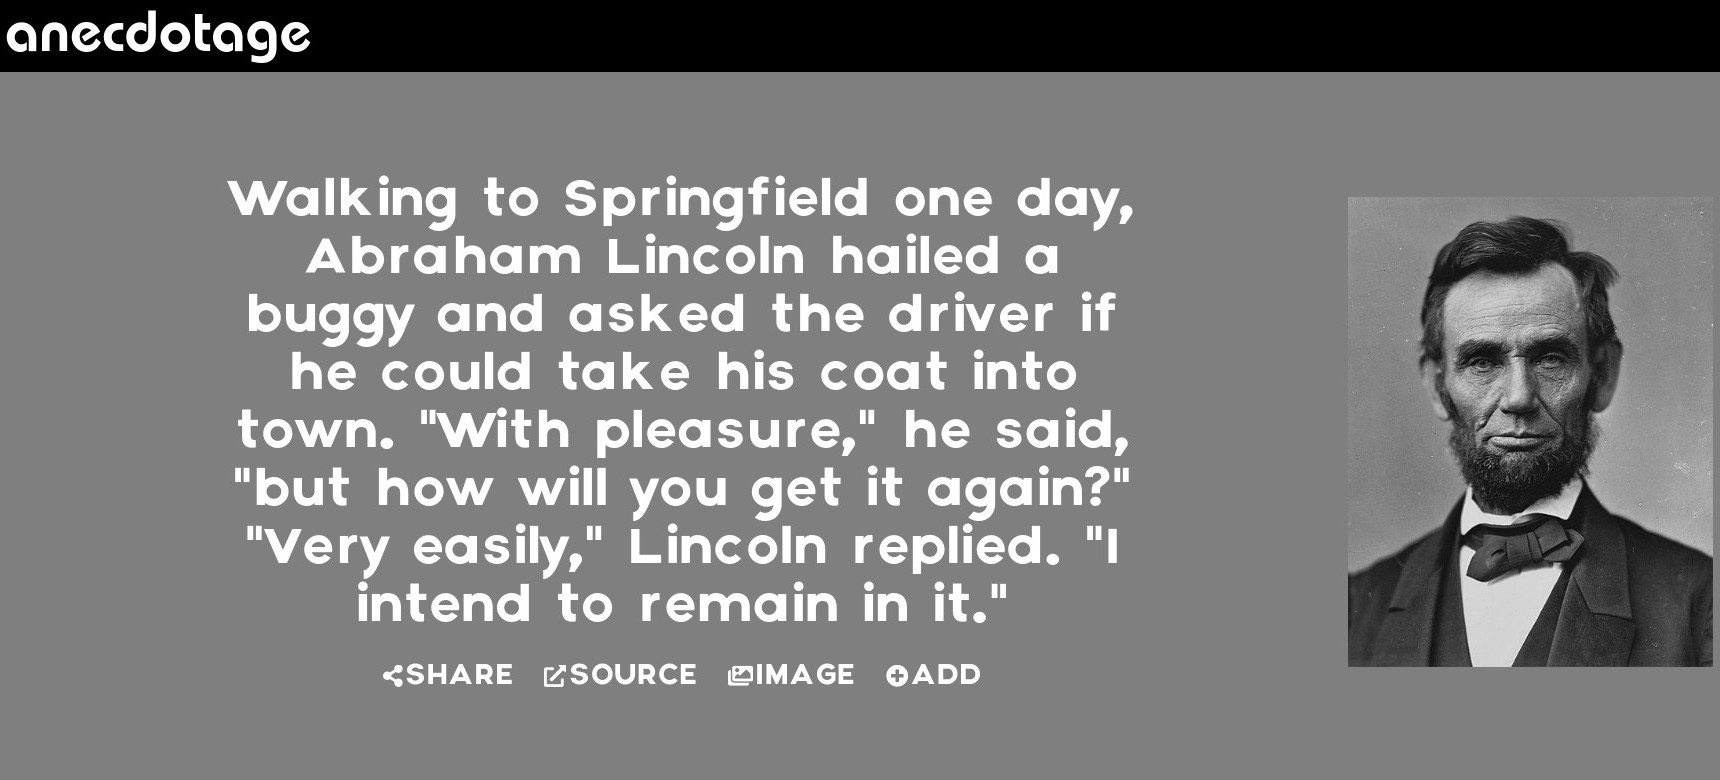 anecdotage
Walking to Springfield one day,
Abraham Lincoln hailed a
buggy and asked the driver if
he could take his coat into
town. "With pleasure," he said,
"but how will you get it again?"
"Very easily," Lincoln replied. "I
intend to remain in it."
SHARE SOURCE IMAGE ADD